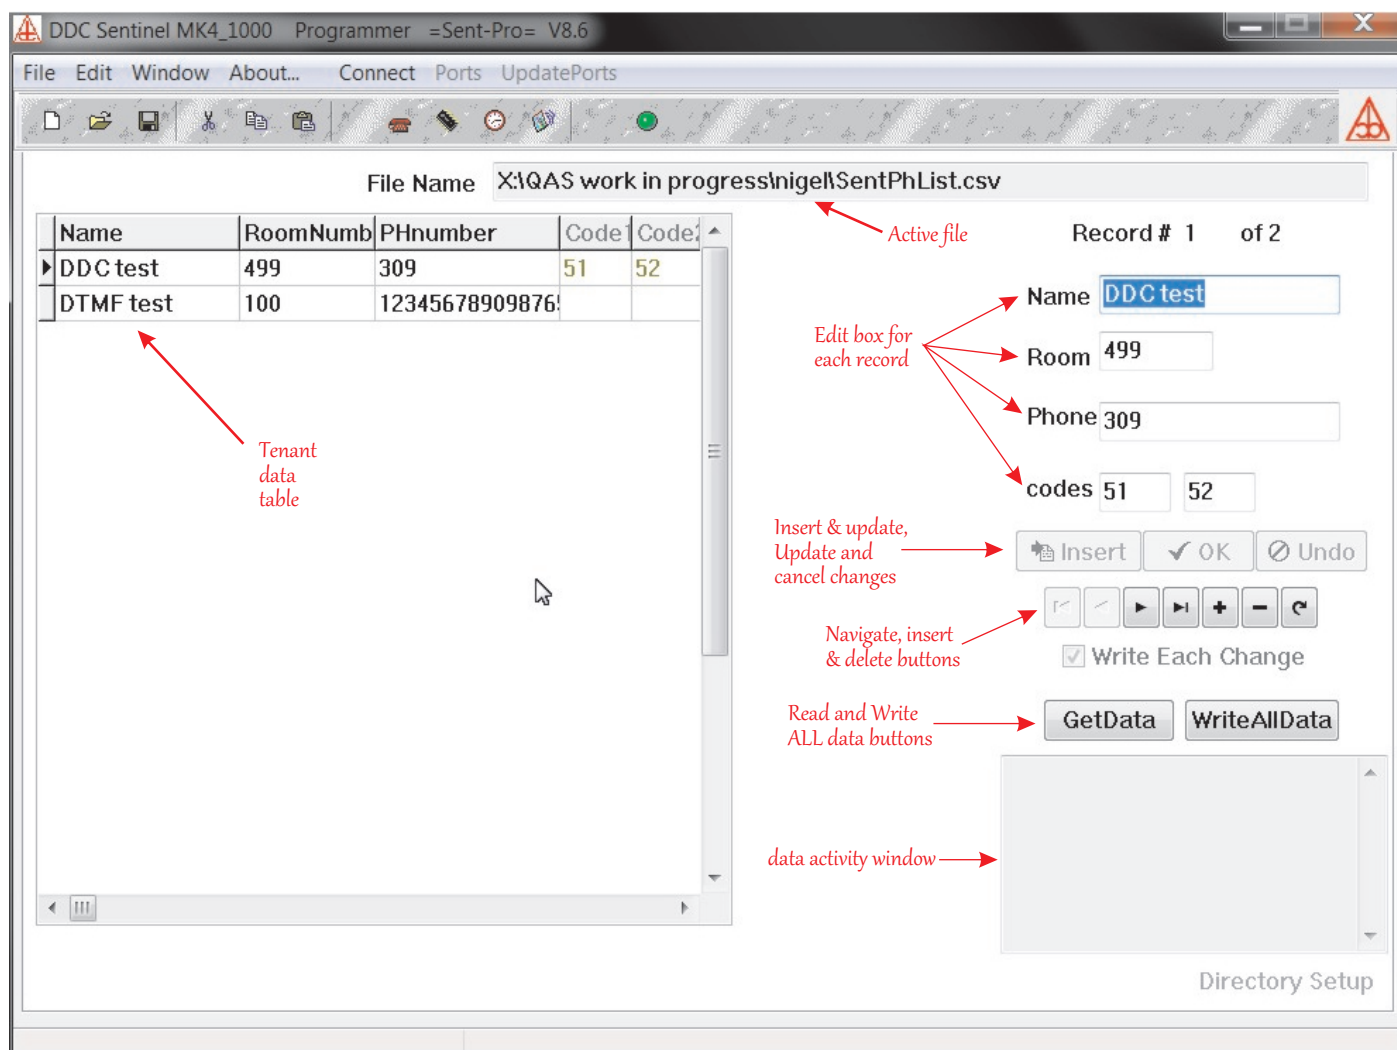 DDC Sentinel MK4_1000 Programmer =Sent-Pro= V8.6
File Edit Window About... Connect Ports UpdatePorts
File Name X:\QAS work in progress\nigel\SentPhList.csv
Active file
Record # 1 of 2
Name RoomNumb PHnumber Code1 Code2
DDC test 499 309 51 52
DTMF test 100 12345678909876
Tenant
data
table
Name DDC test
Edit box for
each record
Room 499
Phone 309
codes 51 52
Insert & update,
Update and
cancel changes
Insert OK Undo
Navigate, insert
& delete buttons
Write Each Change
Read and Write
ALL data buttons
GetData WriteAllData
data activity window
Directory Setup